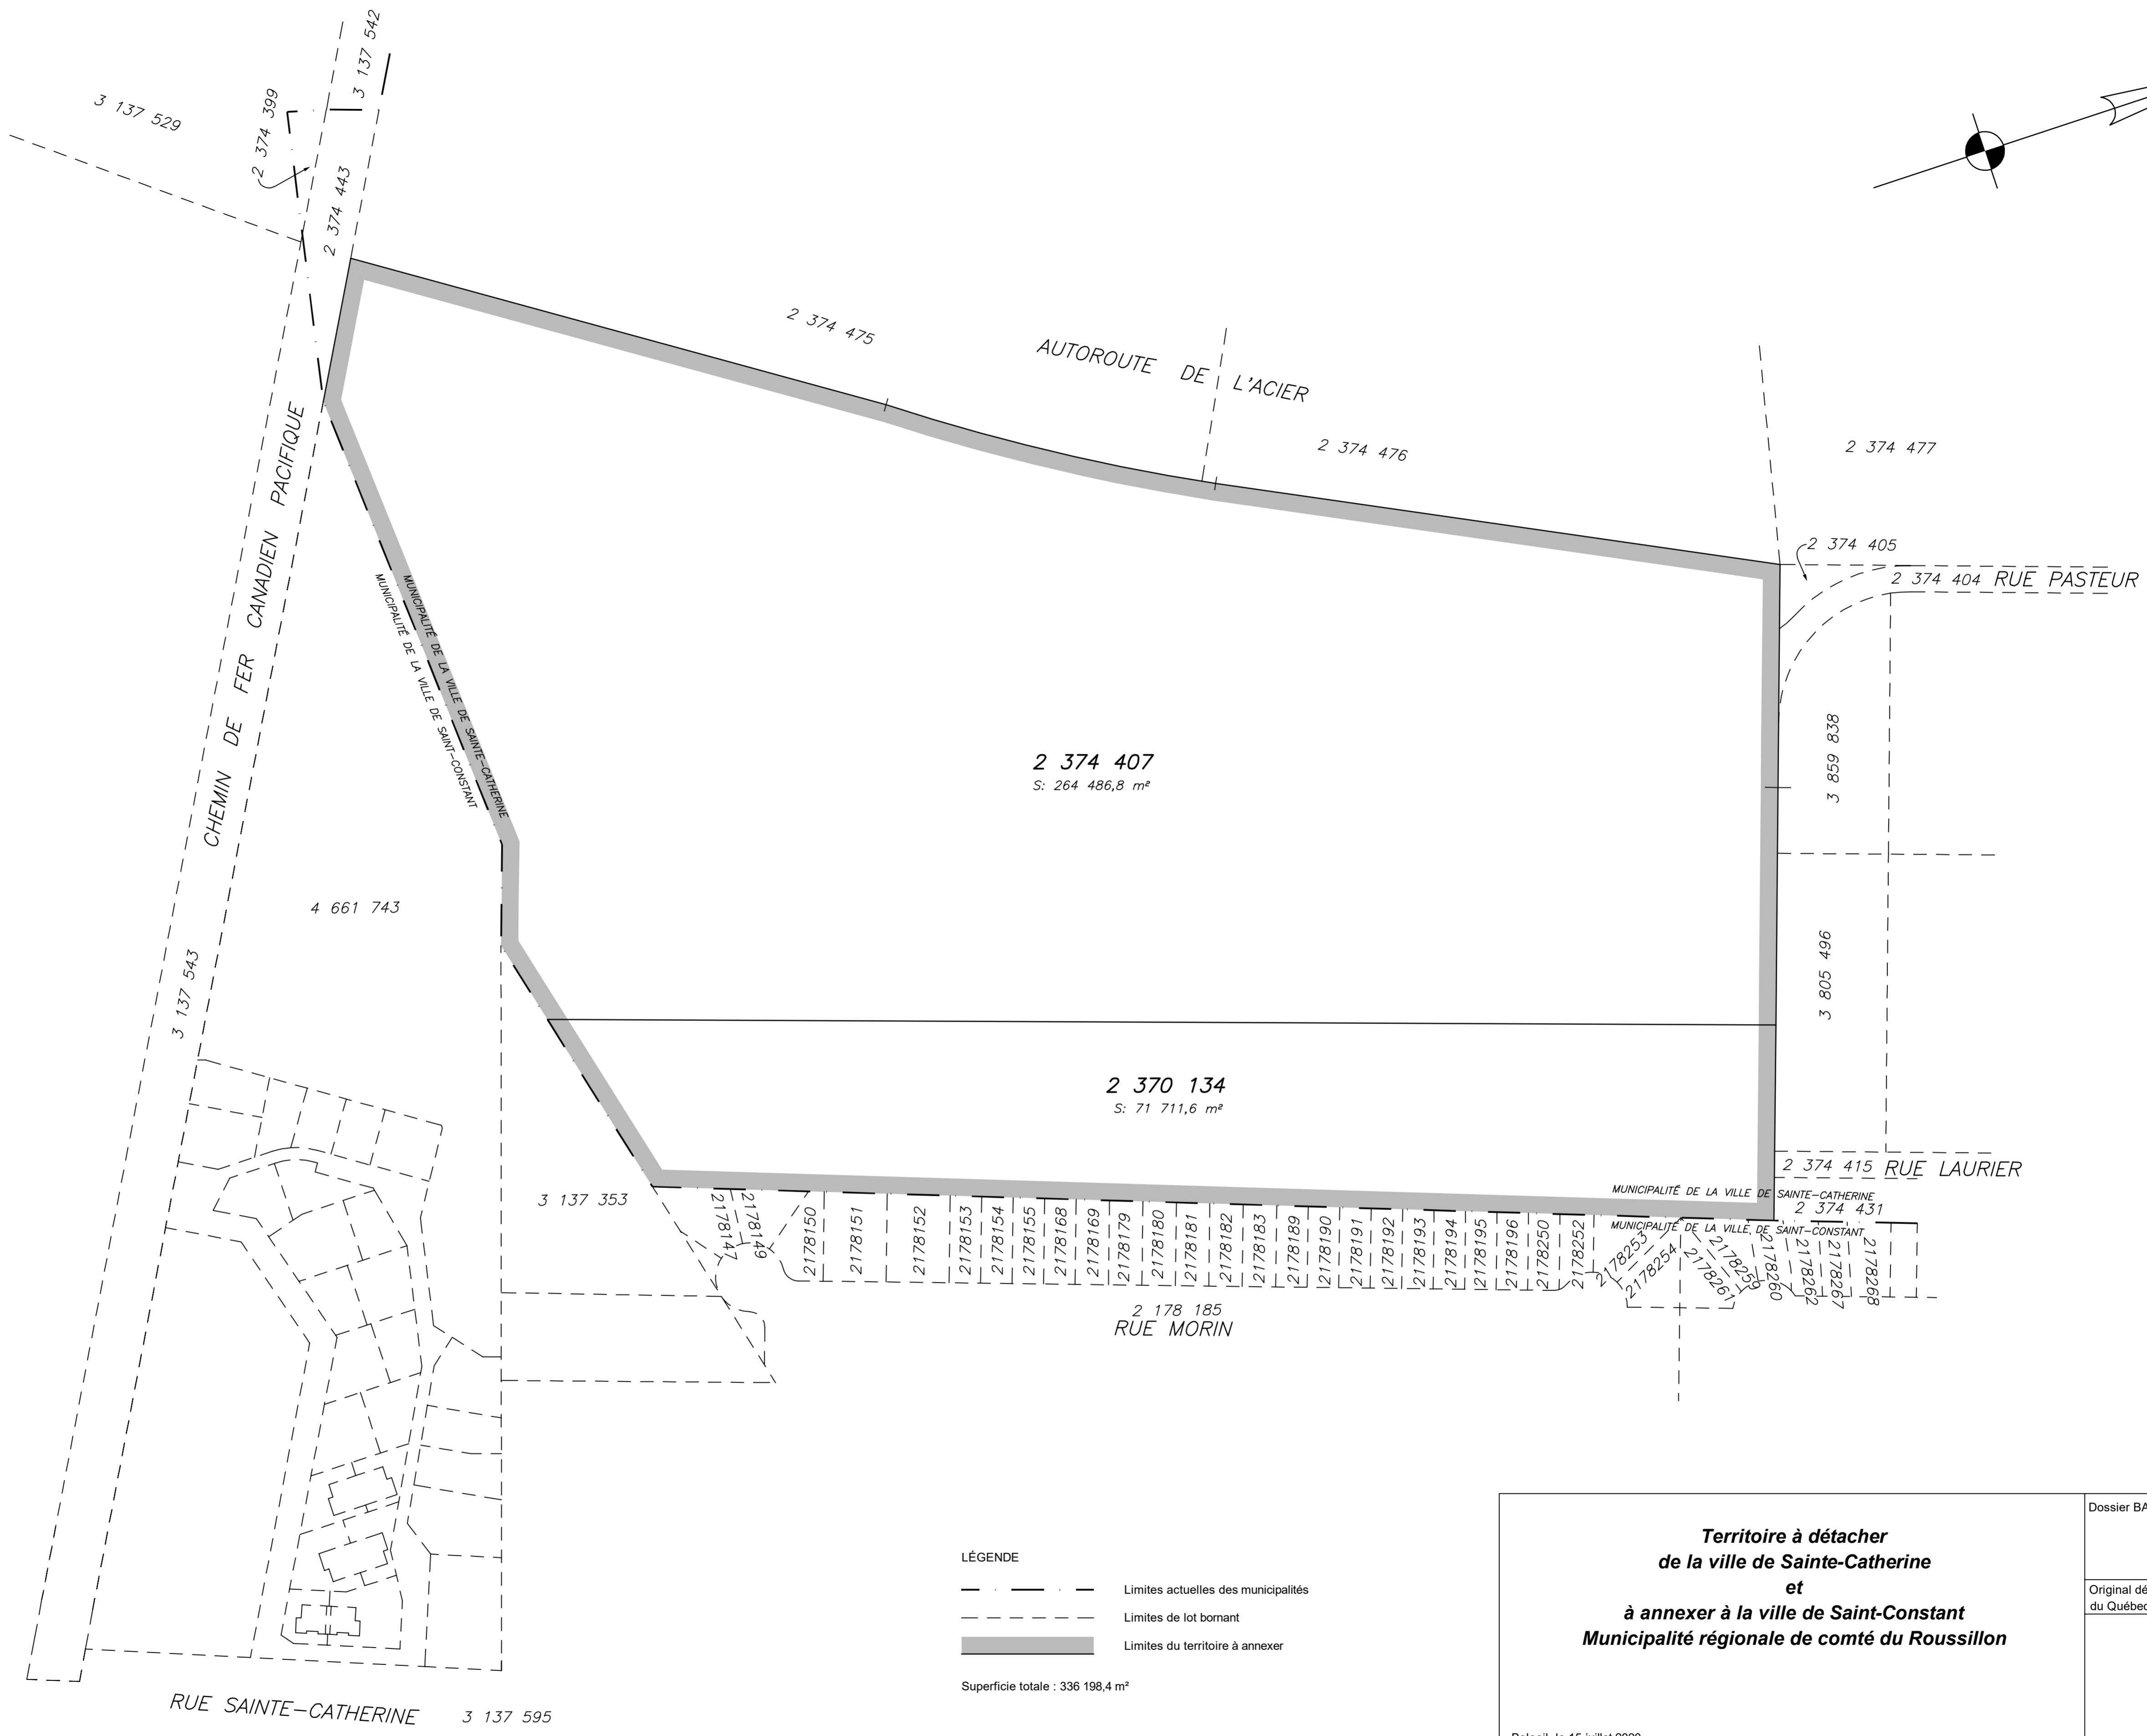 3 137 542
3 137 529
2 374 399
2 374 443
2 374 475
AUTOROUTE DE L'ACIER
2 374 476
2 374 477
2 374 405
2 374 404 RUE PASTEUR
CHEMIN DE FER CANADIEN PACIFIQUE
MUNICIPALITÉ DE LA VILLE DE SAINTE-CATHERINE
MUNICIPALITÉ DE LA VILLE DE SAINT-CONSTANT
2 374 407
S: 264 486,8 m²
3 859 838
4 661 743
3 137 543
3 805 496
2 370 134
S: 71 711,6 m²
2 374 415 RUE LAURIER
MUNICIPALITÉ DE LA VILLE DE SAINTE-CATHERINE
2 374 431
MUNICIPALITÉ DE LA VILLE DE SAINT-CONSTANT
3 137 353
2178147
2178149
2178150
2178151
2178152
2178153
2178154
2178155
2178168
2178169
2178179
2178180
2178181
2178182
2178183
2178189
2178190
2178191
2178192
2178193
2178194
2178195
2178196
2178250
2178252
2178253
2178254
2178261
2178259
2178260
2178262
2178267
2178268
2 178 185
RUE MORIN
RUE SAINTE-CATHERINE 3 137 595
LÉGENDE
Limites actuelles des municipalités
Limites de lot bornant
Limites du territoire à annexer
Superficie totale : 336 198,4 m²
Territoire à détacher
de la ville de Sainte-Catherine
et
à annexer à la ville de Saint-Constant
Municipalité régionale de comté du Roussillon
Dossier BA
Original dé
du Québec